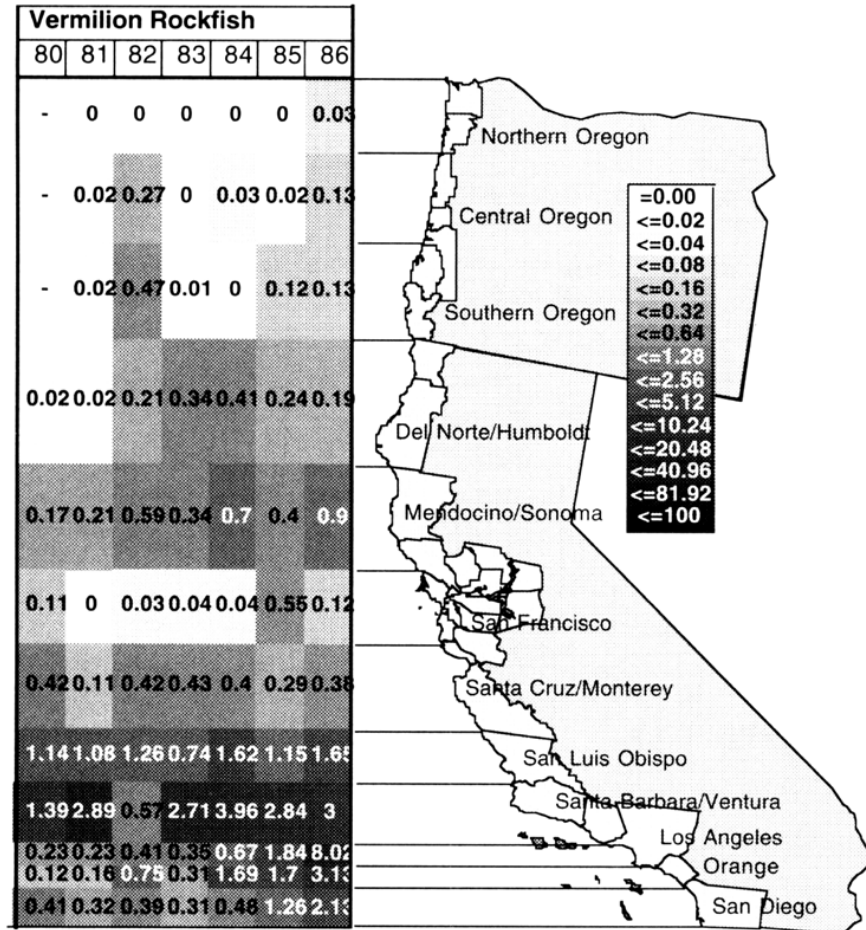 Vermilion Rockfish
80 81 82 83 84 85 86
- 0 0 0 0 0 0.03
Northern Oregon
- 0.02 0.27 0 0.03 0.02 0.13
Central Oregon
- 0.02 0.47 0.01 0 0.12 0.13
Southern Oregon
0.02 0.02 0.21 0.34 0.41 0.24 0.19
Del Norte/Humboldt
0.17 0.21 0.59 0.34 0.7 0.4 0.9
Mendocino/Sonoma
0.11 0 0.03 0.04 0.04 0.55 0.12
San Francisco
0.42 0.11 0.42 0.43 0.4 0.29 0.38
Santa Cruz/Monterey
1.14 1.08 1.26 0.74 1.62 1.15 1.65
San Luis Obispo
1.39 2.89 0.57 2.71 3.96 2.84 3
Santa Barbara/Ventura
0.23 0.23 0.41 0.35 0.67 1.84 8.02
Los Angeles
0.12 0.16 0.75 0.31 1.69 1.7 3.13
Orange
0.41 0.32 0.39 0.31 0.46 1.26 2.13
San Diego
=0.00
<=0.02
<=0.04
<=0.08
<=0.16
<=0.32
<=0.64
<=1.28
<=2.56
<=5.12
<=10.24
<=20.48
<=40.96
<=81.92
<=100